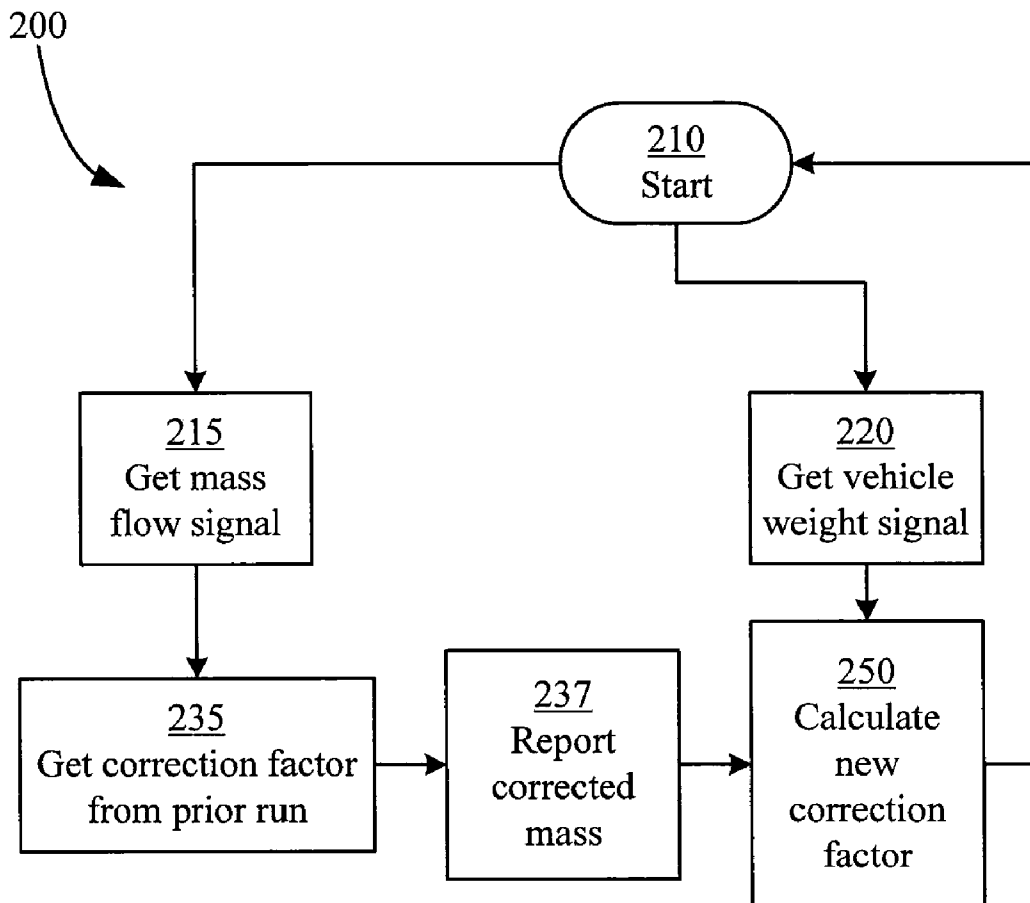 200
210
Start
215
Get mass
flow signal
220
Get vehicle
weight signal
235
Get correction factor
from prior run
237
Report
corrected
mass
250
Calculate
new
correction
factor